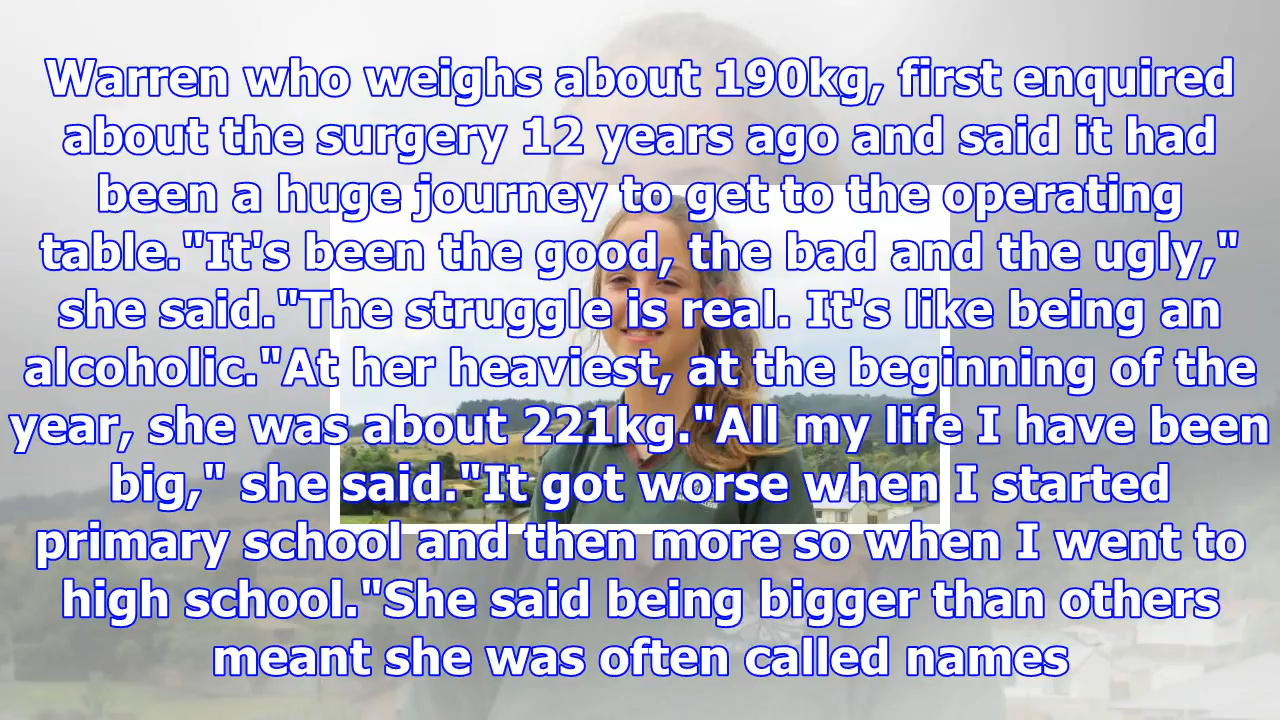 Warren who weighs about 190kg, first enquired
about the surgery 12 years ago and said it had
been a huge journey to get to the operating
table."It's been the good, the bad and the ugly,"
she said."The struggle is real. It's like being an
alcoholic."At her heaviest, at the beginning of the
year, she was about 221kg."All my life I have been
big," she said."It got worse when I started
primary school and then more so when I went to
high school."She said being bigger than others
meant she was often called names